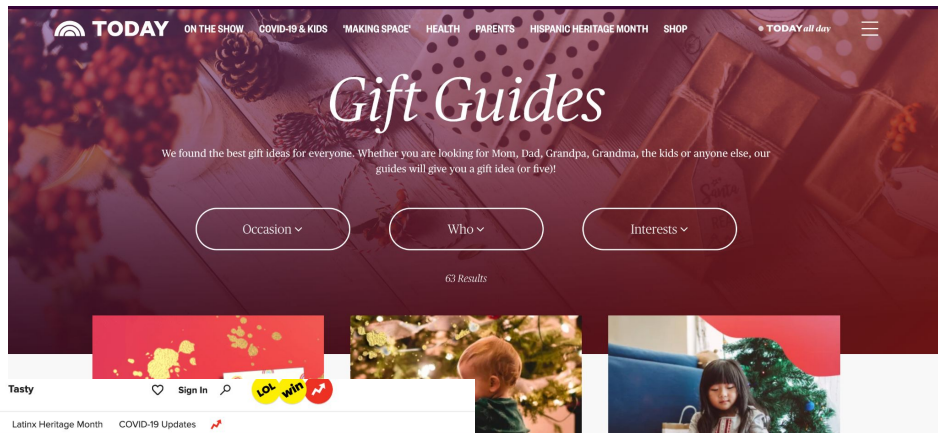 TODAY ON THE SHOW COVID-19 & KIDS 'MAKING SPACE' HEALTH PARENTS HISPANIC HERITAGE MONTH SHOP TODAY all day
Gift Guides
We found the best gift ideas for everyone. Whether you are looking for Mom, Dad, Grandpa, Grandma, the kids or anyone else, our
guides will give you a gift idea (or five)!
Occasion
Who
Interests
63 Results
Tasty Sign In LOL win
Latinx Heritage Month COVID-19 Updates